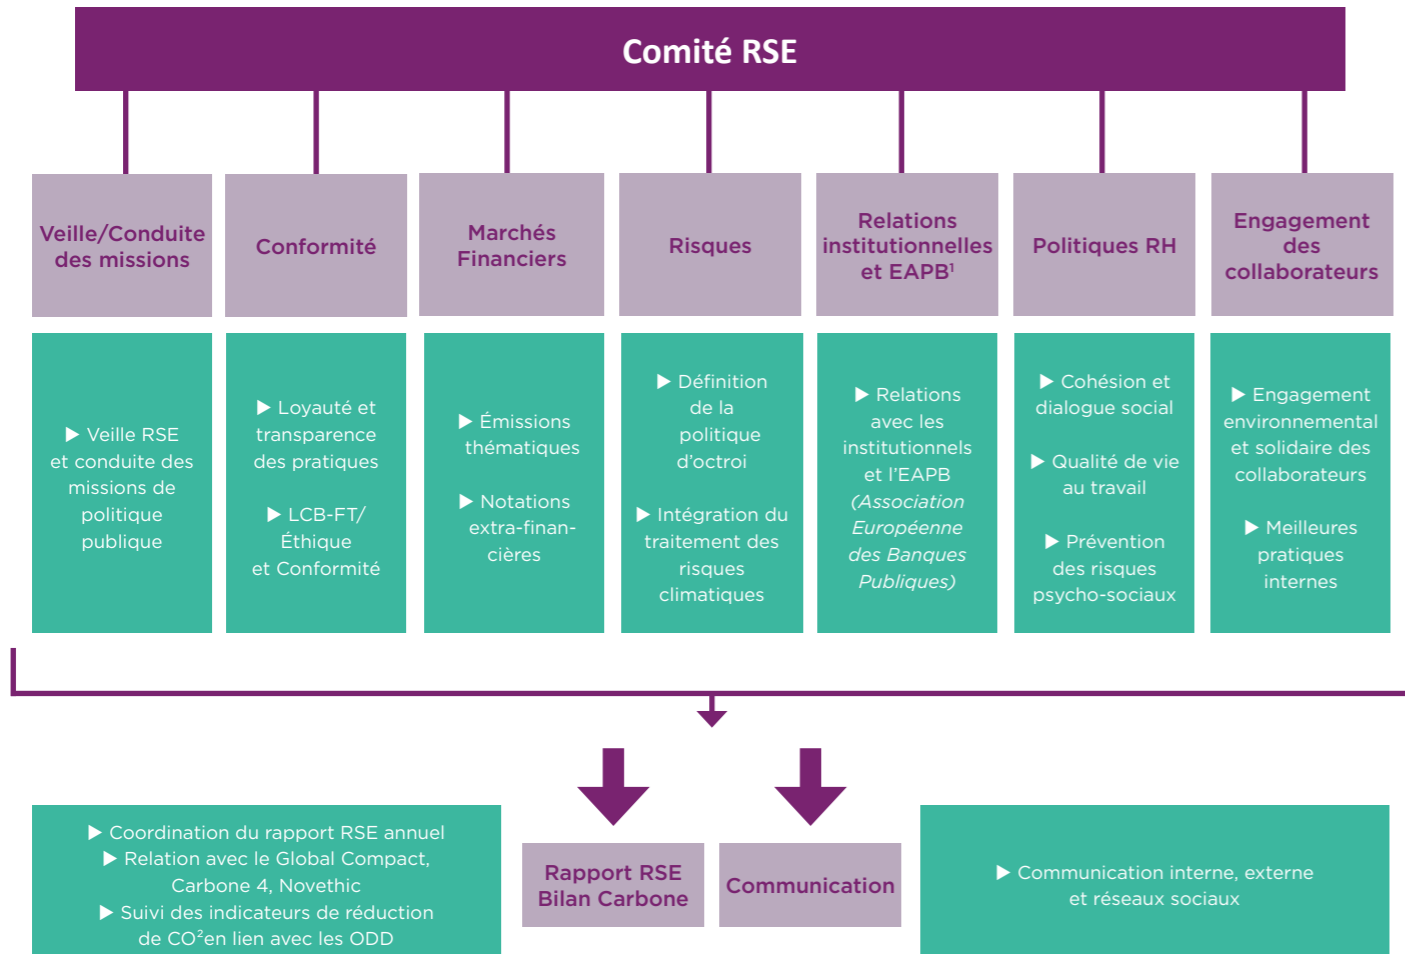 Comité RSE
Veille/Conduite
des missions
Conformité
Marchés
Financiers
Risques
Relations
institutionnelles
et EAPB¹
Politiques RH
Engagement
des
collaborateurs
▶ Veille RSE
et conduite des
missions de
politique
publique
▶ Loyauté et
transparence
des pratiques
▶ LCB-FT/
Éthique
et Conformité
▶ Émissions
thématiques
▶ Notations
extra-finan-
cières
▶ Définition
de la
politique
d'octroi
▶ Intégration du
traitement des
risques
climatiques
▶ Relations
avec les
institutionnels
et l'EAPB
(Association
Européenne
des Banques
Publiques)
▶ Cohésion et
dialogue social
▶ Qualité de vie
au travail
▶ Prévention
des risques
psycho-sociaux
▶ Engagement
environnemental
et solidaire des
collaborateurs
▶ Meilleures
pratiques
internes
▶ Coordination du rapport RSE annuel
▶ Relation avec le Global Compact,
Carbone 4, Novethic
▶ Suivi des indicateurs de réduction
de CO²en lien avec les ODD
Rapport RSE
Bilan Carbone
Communication
▶ Communication interne, externe
et réseaux sociaux